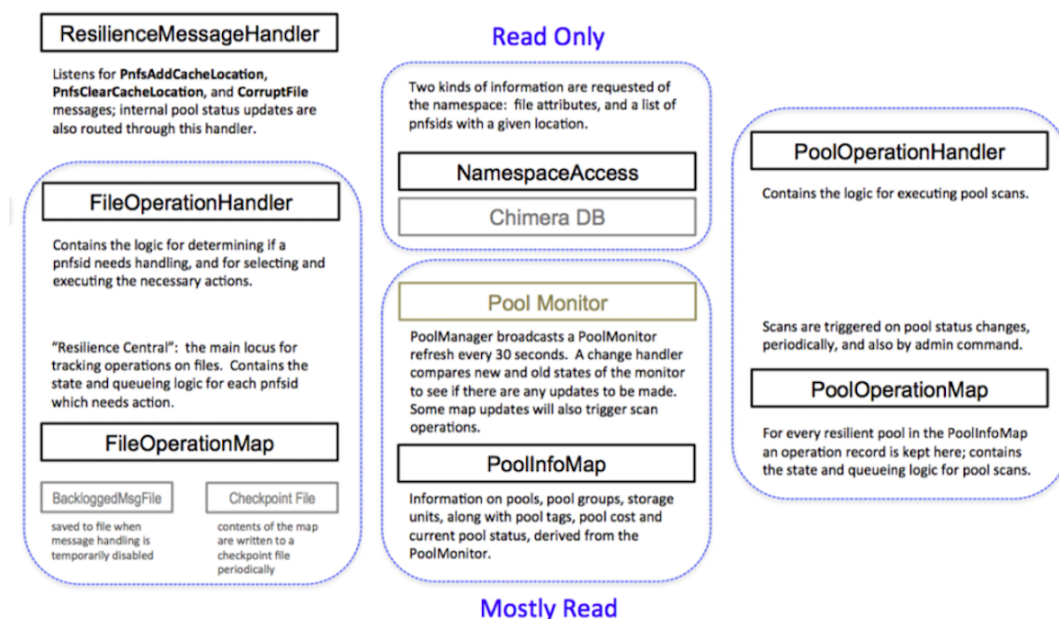 ResilienceMessageHandler
Listens for PnfsAddCacheLocation,
PnfsClearCacheLocation, and CorruptFile
messages; internal pool status updates are
also routed through this handler.
FileOperationHandler
Contains the logic for determining if a
pnfsid needs handling, and for selecting and
executing the necessary actions.
“Resilience Central”: the main locus for
tracking operations on files. Contains the
state and queueing logic for each pnfsid
which needs action.
FileOperationMap
BackloggedMsgFile
saved to file when
message handling is
temporarily disabled
Checkpoint File
contents of the map
are written to a
checkpoint file
periodically
Read Only
Two kinds of information are requested of
the namespace: file attributes, and a list of
pnfsids with a given location.
NamespaceAccess
Chimera DB
Pool Monitor
PoolManager broadcasts a PoolMonitor
refresh every 30 seconds. A change handler
compares new and old states of the monitor
to see if there are any updates to be made.
Some map updates will also trigger scan
operations.
PoolInfoMap
Information on pools, pool groups, storage
units, along with pool tags, pool cost and
current pool status, derived from the
PoolMonitor.
Mostly Read
PoolOperationHandler
Contains the logic for executing pool scans.
Scans are triggered on pool status changes,
periodically, and also by admin command.
PoolOperationMap
For every resilient pool in the PoolInfoMap
an operation record is kept here; contains
the state and queueing logic for pool scans.